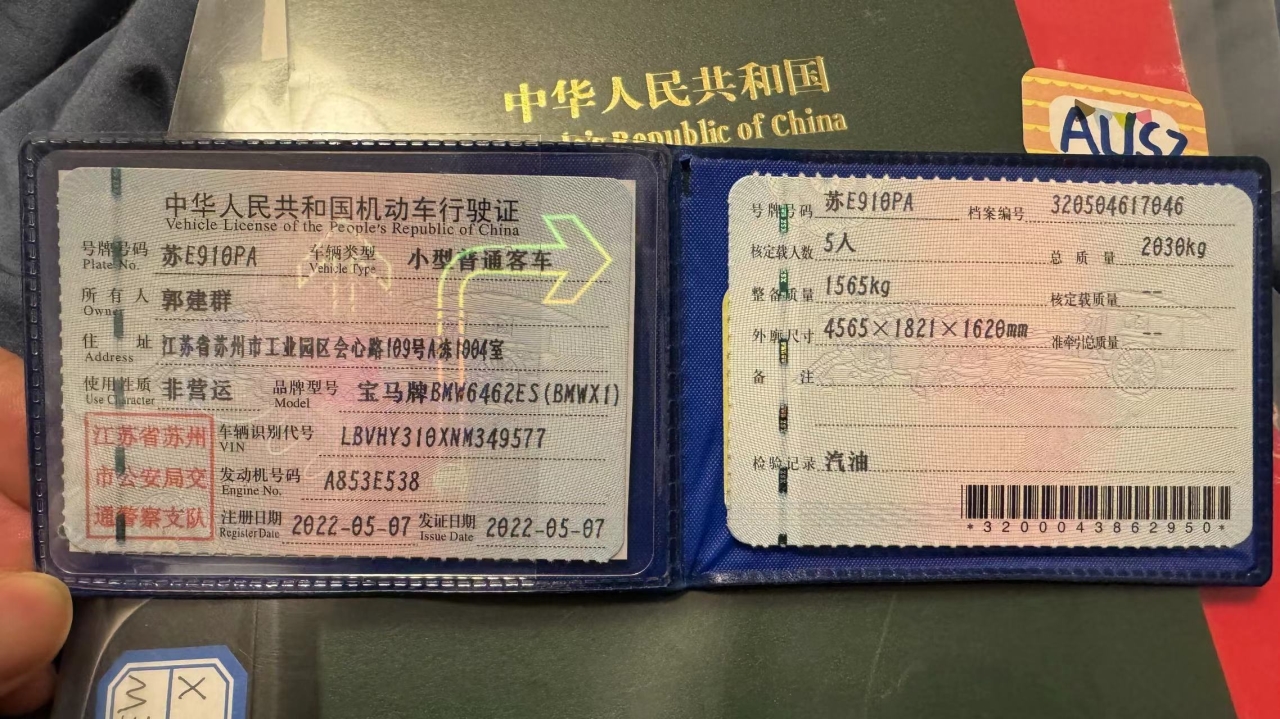 中华人民共和国
Republic of China
AUSZ
中华人民共和国机动车行驶证
Vehicle License of the People's Republic of China
号牌号码 苏E910PA 车辆类型 小型普通客车
Plate No. Vehicle Type
所有人 郭建群
Owner
住址 江苏省苏州市工业园区会心路109号A栋1004室
Address
使用性质 非营运 品牌型号 宝马牌BMW6462ES(BMWX1)
Use Character Model
江苏省苏州
市公安局交
通警察支队
车辆识别代号 LBVHY310XNM349577
VIN
发动机号码 A853E538
Engine No.
注册日期 2022-05-07 发证日期 2022-05-07
Register Date Issue Date
号牌号码 苏E910PA 档案编号 320504617046
核定载人数 5人 总质量 2030kg
整备质量 1565kg 核定载质量 --
外廓尺寸 4565×1821×1620mm 准牵引总质量 --
备注
检验记录 汽油
*3200043862950*
X